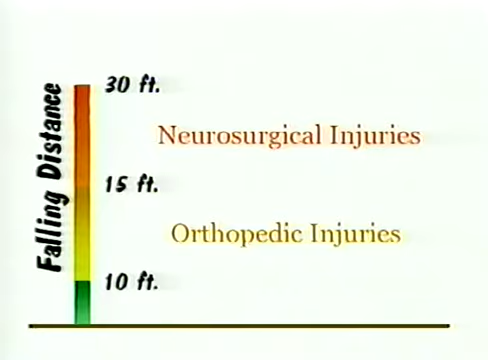 Falling Distance
30 ft.
Neurosurgical Injuries
15 ft.
Orthopedic Injuries
10 ft.